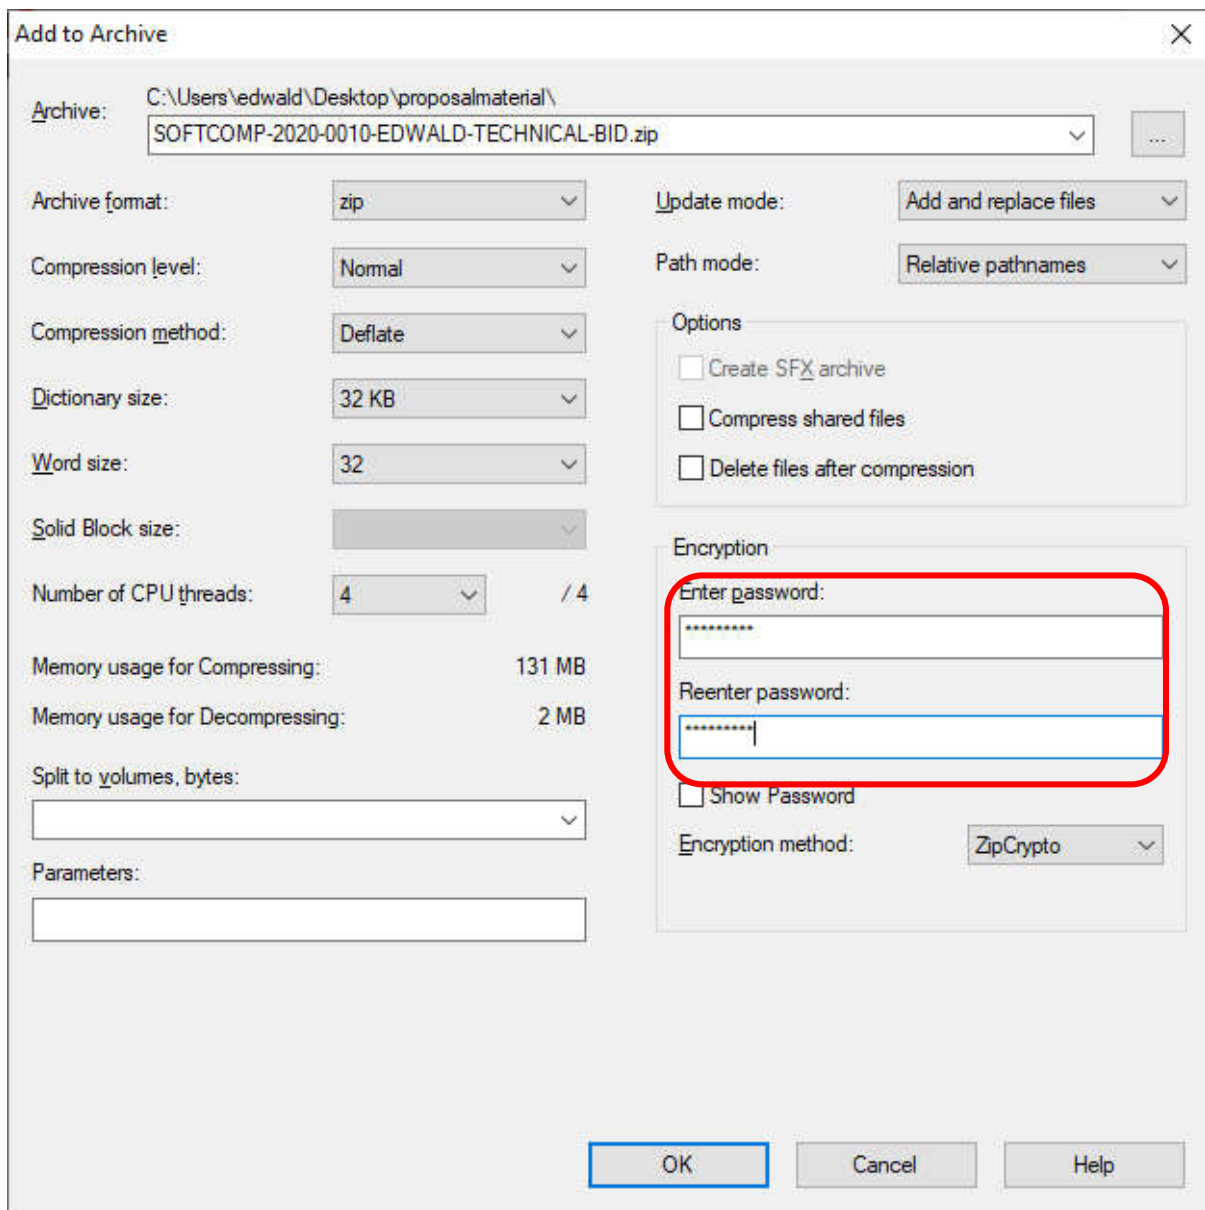 Add to Archive
Archive:
C:\Users\edwald\Desktop\proposalmaterial\
SOFTCOMP-2020-0010-EDWALD-TECHNICAL-BID.zip
...
Archive format:
zip
Compression level:
Normal
Compression method:
Deflate
Dictionary size:
32 KB
Word size:
32
Solid Block size:
Number of CPU threads:
4
/ 4
Memory usage for Compressing:
131 MB
Memory usage for Decompressing:
2 MB
Split to volumes, bytes:
Parameters:
Update mode:
Add and replace files
Path mode:
Relative pathnames
Options
Create SFX archive
Compress shared files
Delete files after compression
Encryption
Enter password:
*********
Reenter password:
*********
Show Password
Encryption method:
ZipCrypto
OK
Cancel
Help